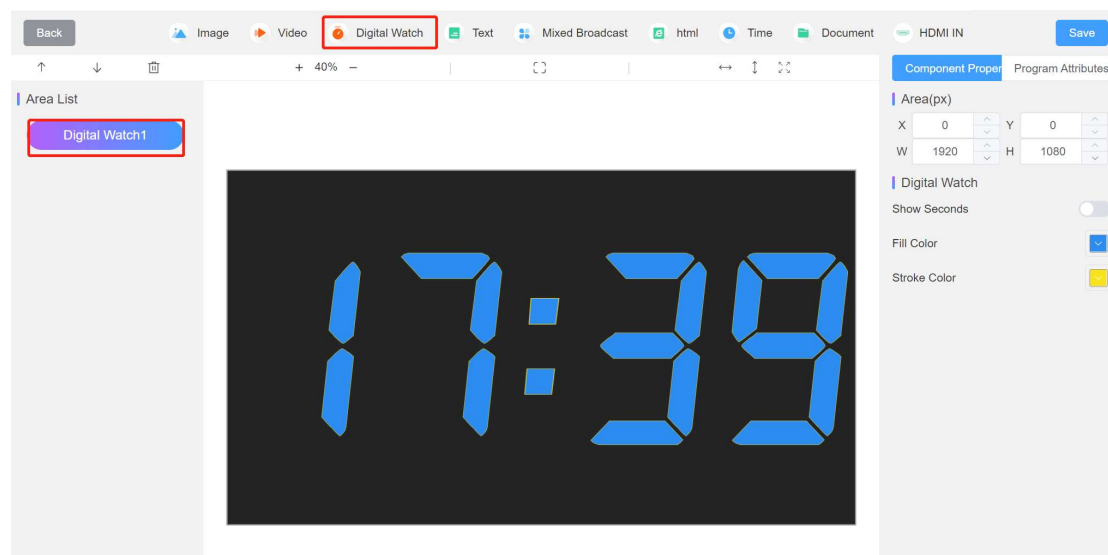 Back Image Video Digital Watch Text Mixed Broadcast html Time Document HDMI IN Save
+ 40% −
Component Proper Program Attributes
Area List
Digital Watch1
Area(px)
X 0 Y 0
W 1920 H 1080
17:39
Digital Watch
Show Seconds
Fill Color
Stroke Color